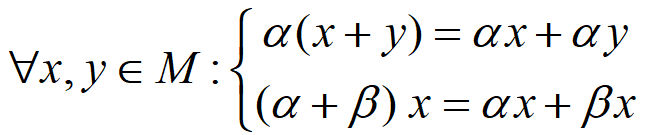 ∀x, y ∈ M : { α(x + y) = αx + αy
(α + β) x = αx + βx